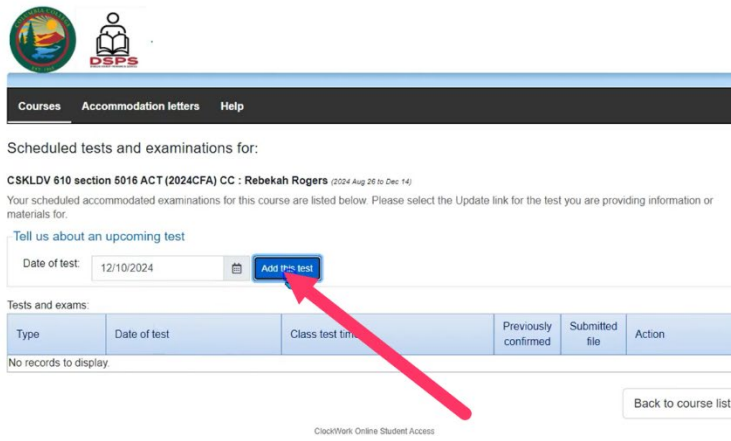 COLUMBIA COLLEGE
DSPS
Courses Accommodation letters Help
Scheduled tests and examinations for:
CSKLDV 610 section 5016 ACT (2024CFA) CC : Rebekah Rogers (2024 Aug 26 to Dec 14)
Your scheduled accommodated examinations for this course are listed below. Please select the Update link for the test you are providing information or
materials for.
Tell us about an upcoming test
Date of test: 12/10/2024 Add this test
Tests and exams:
Type Date of test Class test time Previously confirmed Submitted file Action
No records to display.
Back to course list
ClockWork Online Student Access